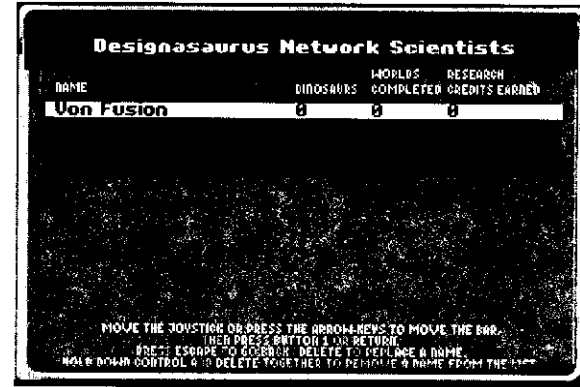 Designasaurus Network Scientists
WORLDS RESEARCH
NAME DINOSAURS COMPLETED CREDITS EARNED
Von Fusion 0 0 0
MOVE THE JOYSTICK OR PRESS THE ARROW-KEYS TO MOVE THE BAR.
THEN PRESS BUTTON 1 OR RETURN.
PRESS ESCAPE TO GO BACK. DELETE TO REPLACE A NAME.
HOLD DOWN CONTROL AND DELETE TOGETHER TO REMOVE A NAME FROM THE LIST.